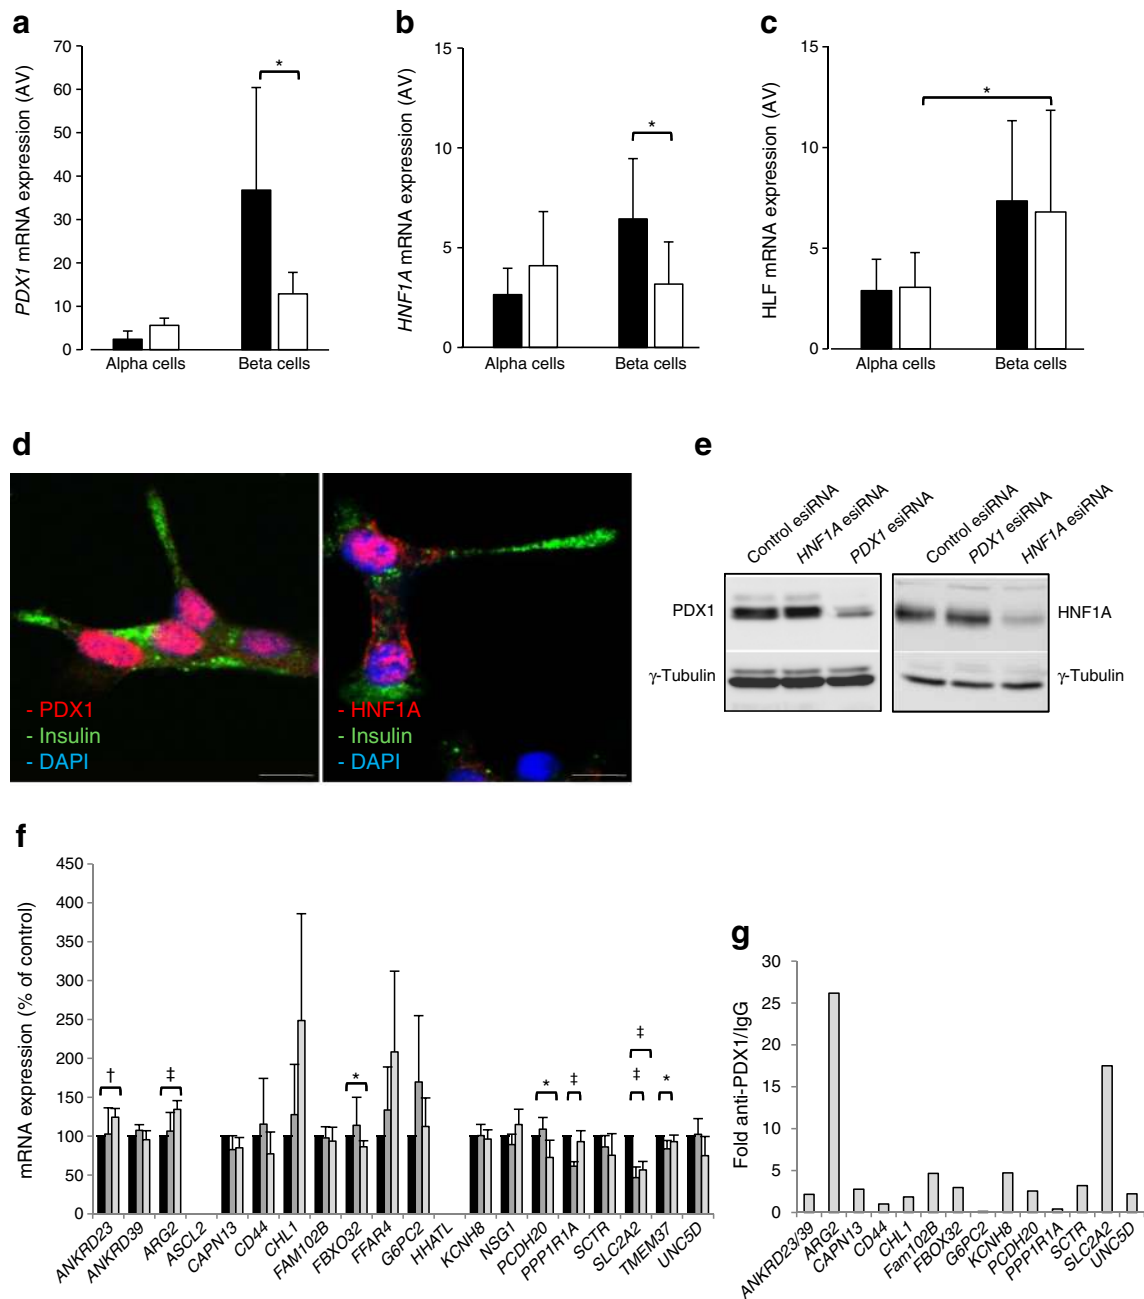 a
70
60
50
40
30
20
10
0
PDX1 mRNA expression (AV)
*
Alpha cells
Beta cells
b
15
10
5
0
HNF1A mRNA expression (AV)
*
Alpha cells
Beta cells
c
15
10
5
0
HLF mRNA expression (AV)
*
Alpha cells
Beta cells
d
- PDX1
- Insulin
- DAPI
- HNF1A
- Insulin
- DAPI
e
Control esiRNA
HNF1A esiRNA
PDX1 esiRNA
Control esiRNA
PDX1 esiRNA
HNF1A esiRNA
PDX1
HNF1A
γ-Tubulin
γ-Tubulin
f
450
400
350
300
250
200
150
100
50
0
mRNA expression (% of control)
†
‡
*
*
‡
‡
‡
*
ANKRD23
ANKRD39
ARG2
ASCL2
CAPN13
CD44
CHL1
FAM102B
FBXO32
FFAR4
G6PC2
HHATL
KCNH8
NSG1
PCDH20
PPP1R1A
SCTR
SLC2A2
TMEM37
UNC5D
g
30
25
20
15
10
5
0
Fold anti-PDX1/IgG
ANKRD23/39
ARG2
CAPN13
CD44
CHL1
Fam102B
FBOX32
G6PC2
KCNH8
PCDH20
PPP1R1A
SCTR
SLC2A2
UNC5D